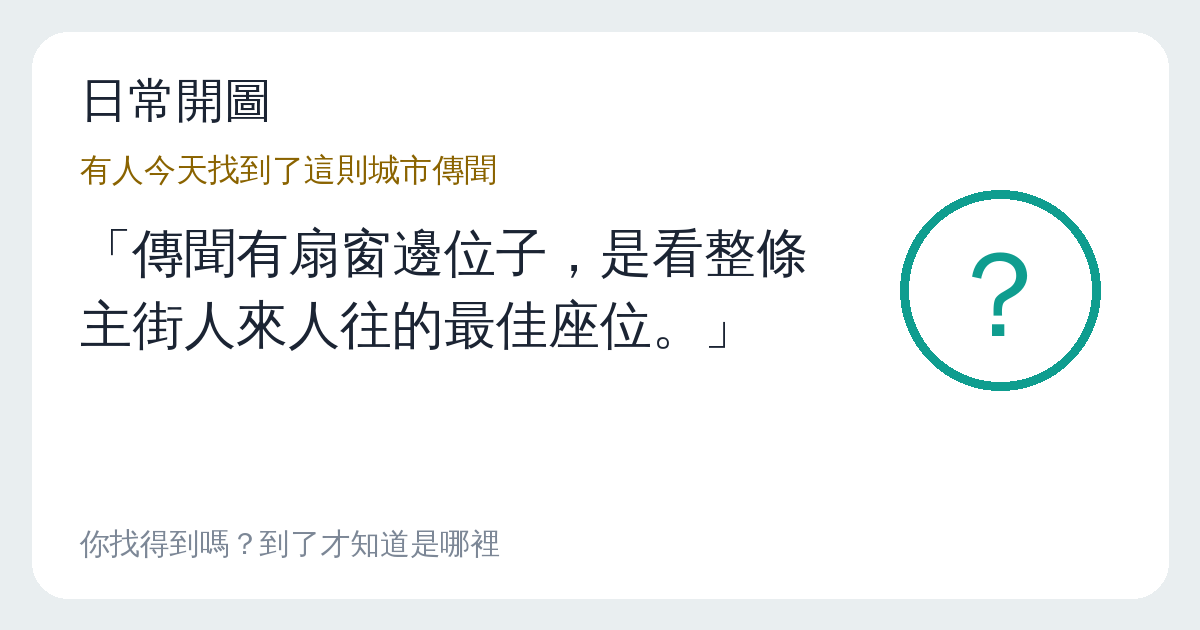 日常開圖
有人今天找到了這則城市傳聞
「傳聞有扇窗邊位子，是看整條
主街人來人往的最佳座位。」
?
你找得到嗎？到了才知道是哪裡